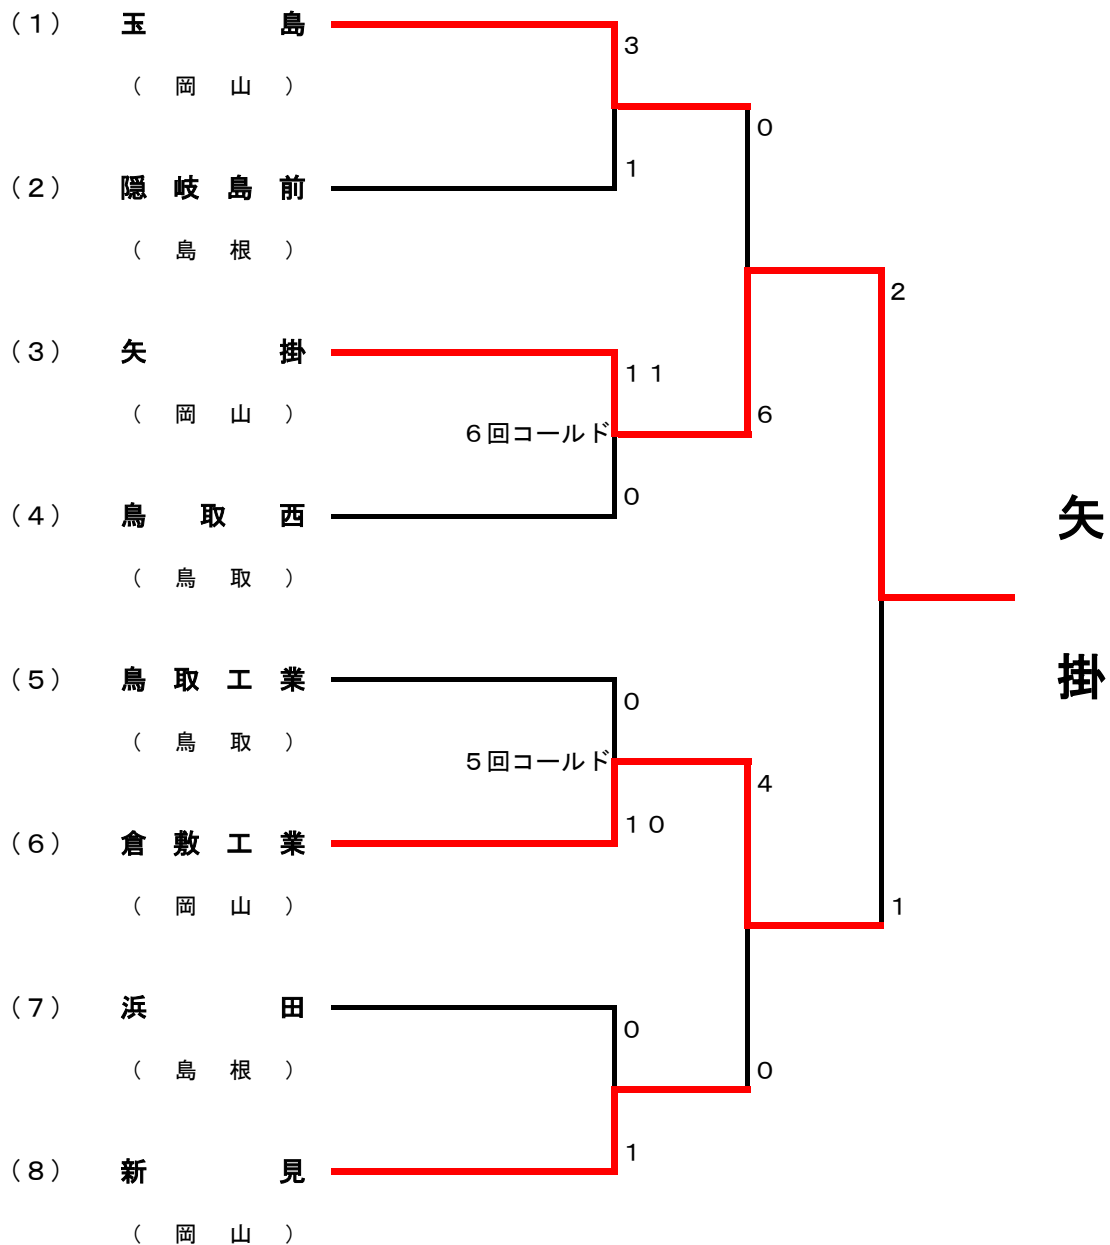 （１） 玉島
３
（岡山）
０
１
（２） 隠岐島前
（島根）
２
（３） 矢掛
１１
（岡山）
６
６回コールド
０
（４） 鳥取西
（鳥取）
矢掛
（５） 鳥取工業
０
（鳥取）
５回コールド
４
１０
（６） 倉敷工業
（岡山）
１
（７） 浜田
０
（島根）
０
１
（８） 新見
（岡山）